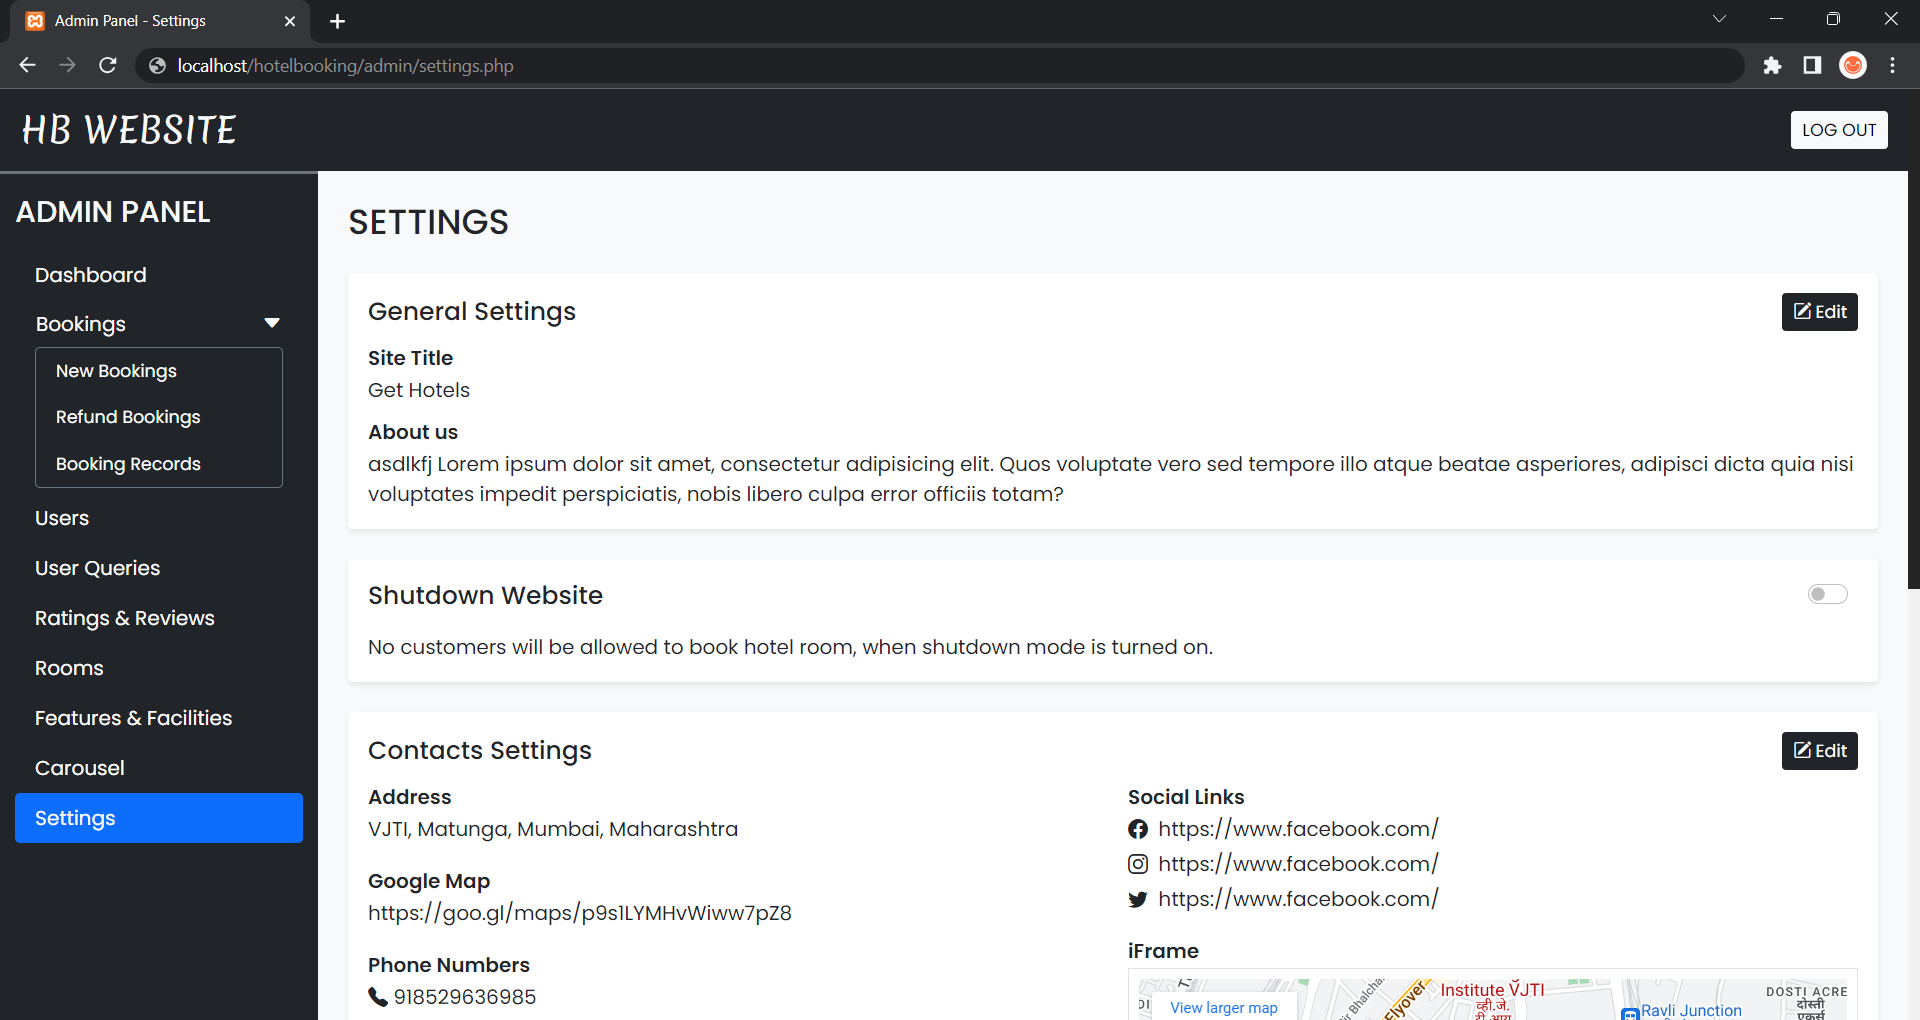 Admin Panel - Settings
localhost/hotelbooking/admin/settings.php
HB WEBSITE
LOG OUT
ADMIN PANEL
Dashboard
Bookings
New Bookings
Refund Bookings
Booking Records
Users
User Queries
Ratings & Reviews
Rooms
Features & Facilities
Carousel
Settings
SETTINGS
General Settings
Edit
Site Title
Get Hotels
About us
asdlkfj Lorem ipsum dolor sit amet, consectetur adipisicing elit. Quos voluptate vero sed tempore illo atque beatae asperiores, adipisci dicta quia nisi
voluptates impedit perspiciatis, nobis libero culpa error officiis totam?
Shutdown Website
No customers will be allowed to book hotel room, when shutdown mode is turned on.
Contacts Settings
Edit
Address
VJTI, Matunga, Mumbai, Maharashtra
Google Map
https://goo.gl/maps/p9s1LYMHvWiww7pZ8
Phone Numbers
918529636985
Social Links
https://www.facebook.com/
https://www.facebook.com/
https://www.facebook.com/
iFrame
View larger map
Flyover
Institute VJTI
व्ही.जे.
Ravli Junction
DOSTI ACRE
दोस्ती
एकर्स